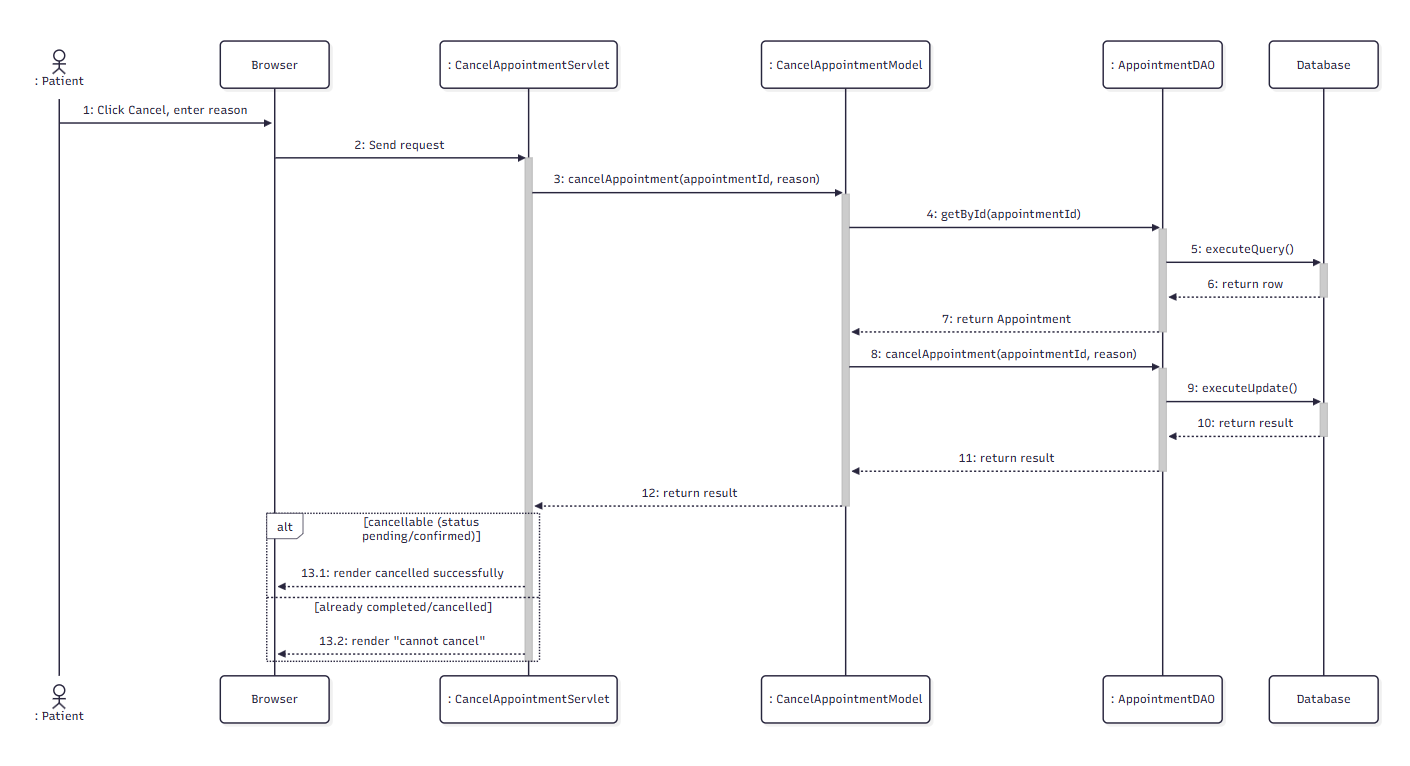 : Patient
Browser
: CancelAppointmentServlet
: CancelAppointmentModel
: AppointmentDAO
Database
1: Click Cancel, enter reason
2: Send request
3: cancelAppointment(appointmentId, reason)
4: getById(appointmentId)
5: executeQuery()
6: return row
7: return Appointment
8: cancelAppointment(appointmentId, reason)
9: executeUpdate()
10: return result
11: return result
12: return result
alt
[cancellable (status
pending/confirmed)]
13.1: render cancelled successfully
[already completed/cancelled]
13.2: render "cannot cancel"
: Patient
Browser
: CancelAppointmentServlet
: CancelAppointmentModel
: AppointmentDAO
Database